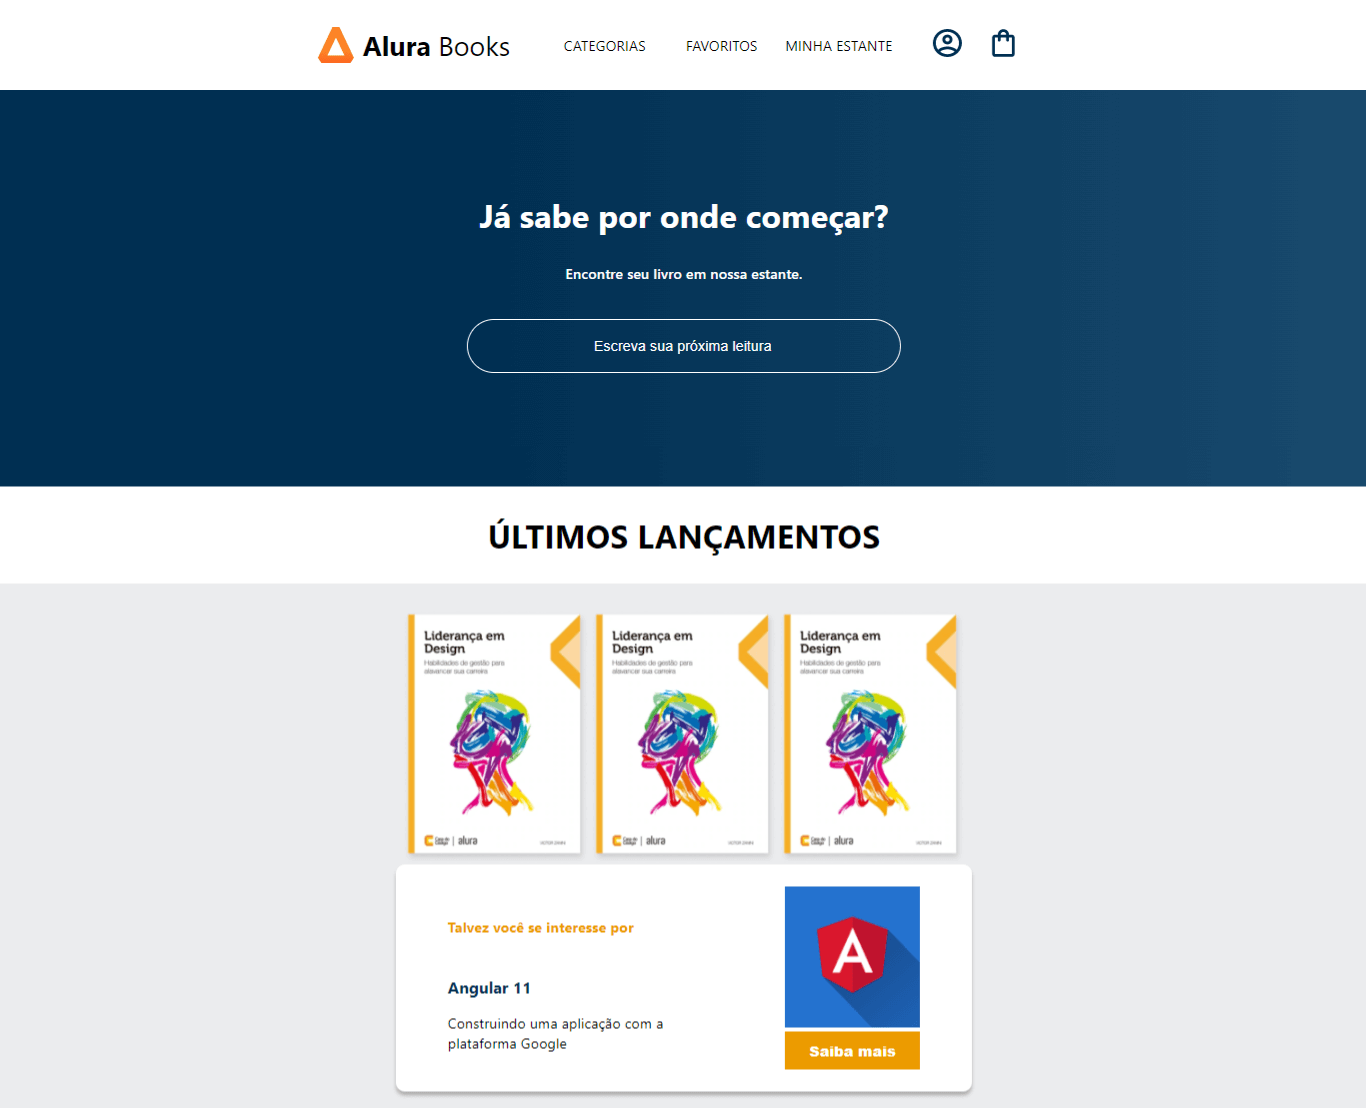 Alura Books
CATEGORIAS
FAVORITOS
MINHA ESTANTE
Já sabe por onde começar?
Encontre seu livro em nossa estante.
Escreva sua próxima leitura
ÚLTIMOS LANÇAMENTOS
Liderança em
Design
Habilidades de gestão para
alavancar sua carreira
alura
Liderança em
Design
Habilidades de gestão para
alavancar sua carreira
alura
Liderança em
Design
Habilidades de gestão para
alavancar sua carreira
alura
Talvez você se interesse por
Angular 11
Construindo uma aplicação com a
plataforma Google
A
Saiba mais